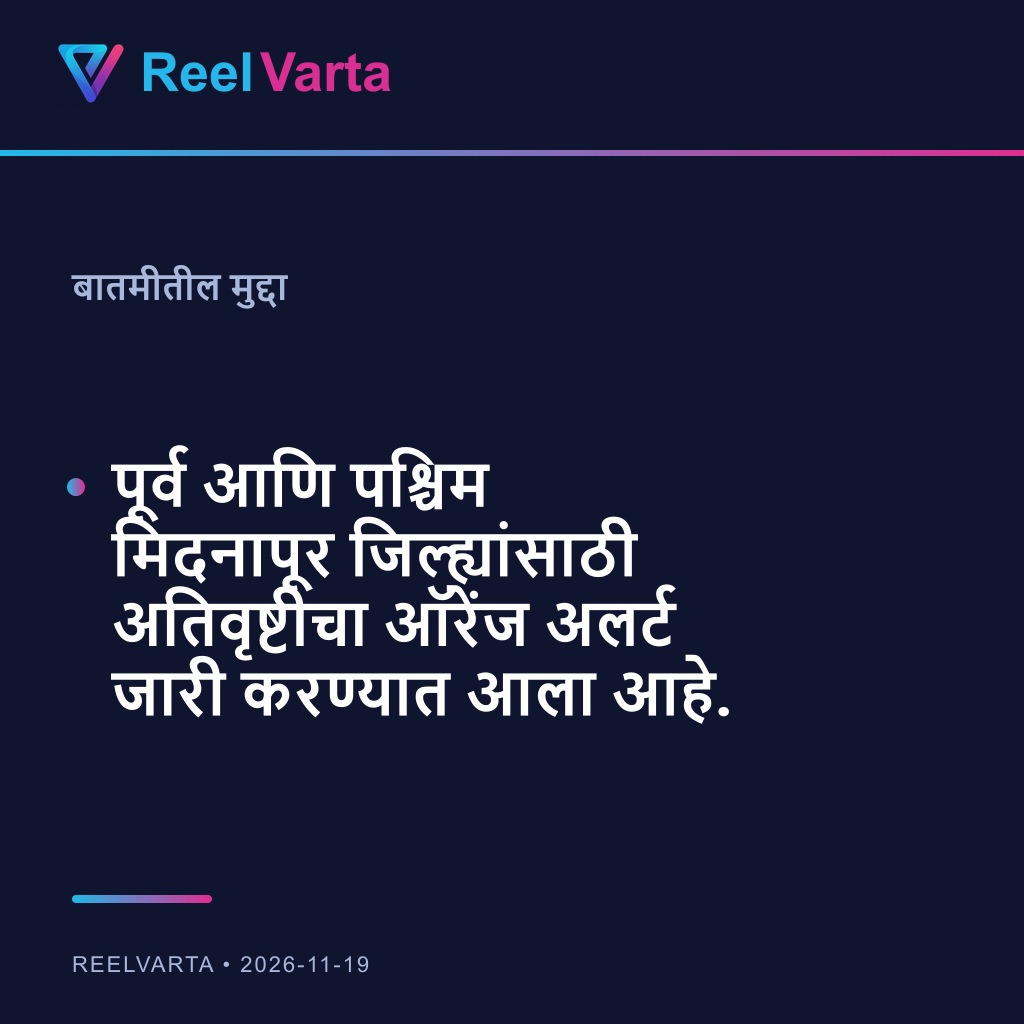 Reel Varta
बातमीतील मुद्दा
• पूर्व आणि पश्चिम
मिदनापूर जिल्ह्यांसाठी
अतिवृष्टीचा ऑरेंज अलर्ट
जारी करण्यात आला आहे.
REELVARTA • 2026-11-19